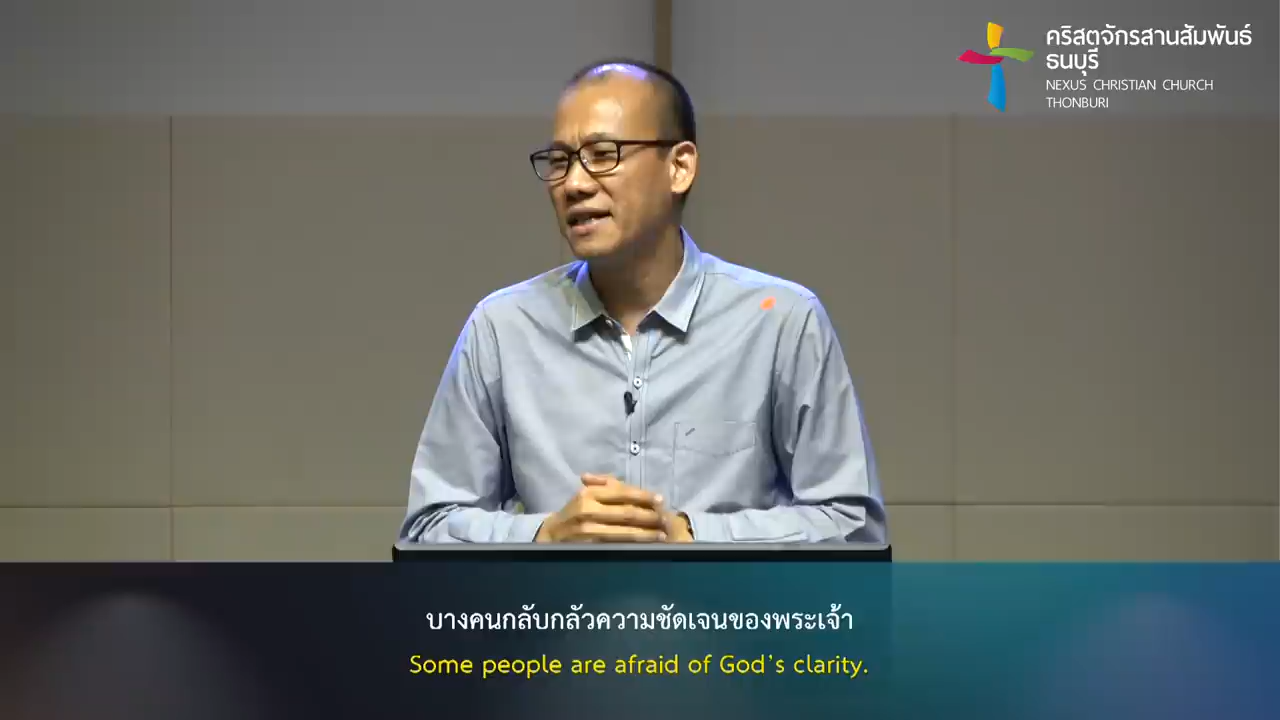 คริสตจักรสานสัมพันธ์
ธนบุรี
NEXUS CHRISTIAN CHURCH
THONBURI
บางคนกลับกลัวความชัดเจนของพระเจ้า
Some people are afraid of God's clarity.